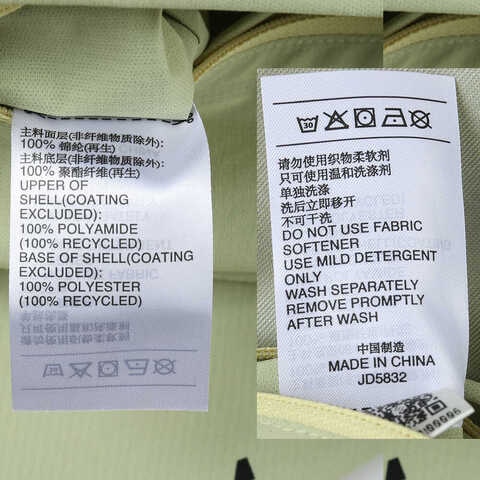 主料面层(非纤维物质除外):
100% 锦纶(再生)
主料底层(非纤维物质除外):
100% 聚酯纤维(再生)
UPPER OF
SHELL(COATING
EXCLUDED):
100% POLYAMIDE
(100% RECYCLED)
BASE OF SHELL(COATING
EXCLUDED):
100% POLYESTER
(100% RECYCLED)
30
请勿使用织物柔软剂
只可使用温和洗涤剂
单独洗涤
洗后立即移开
不可干洗
DO NOT USE FABRIC
SOFTENER
USE MILD DETERGENT
ONLY
WASH SEPARATELY
REMOVE PROMPTLY
AFTER WASH
中国制造
MADE IN CHINA
JD5832